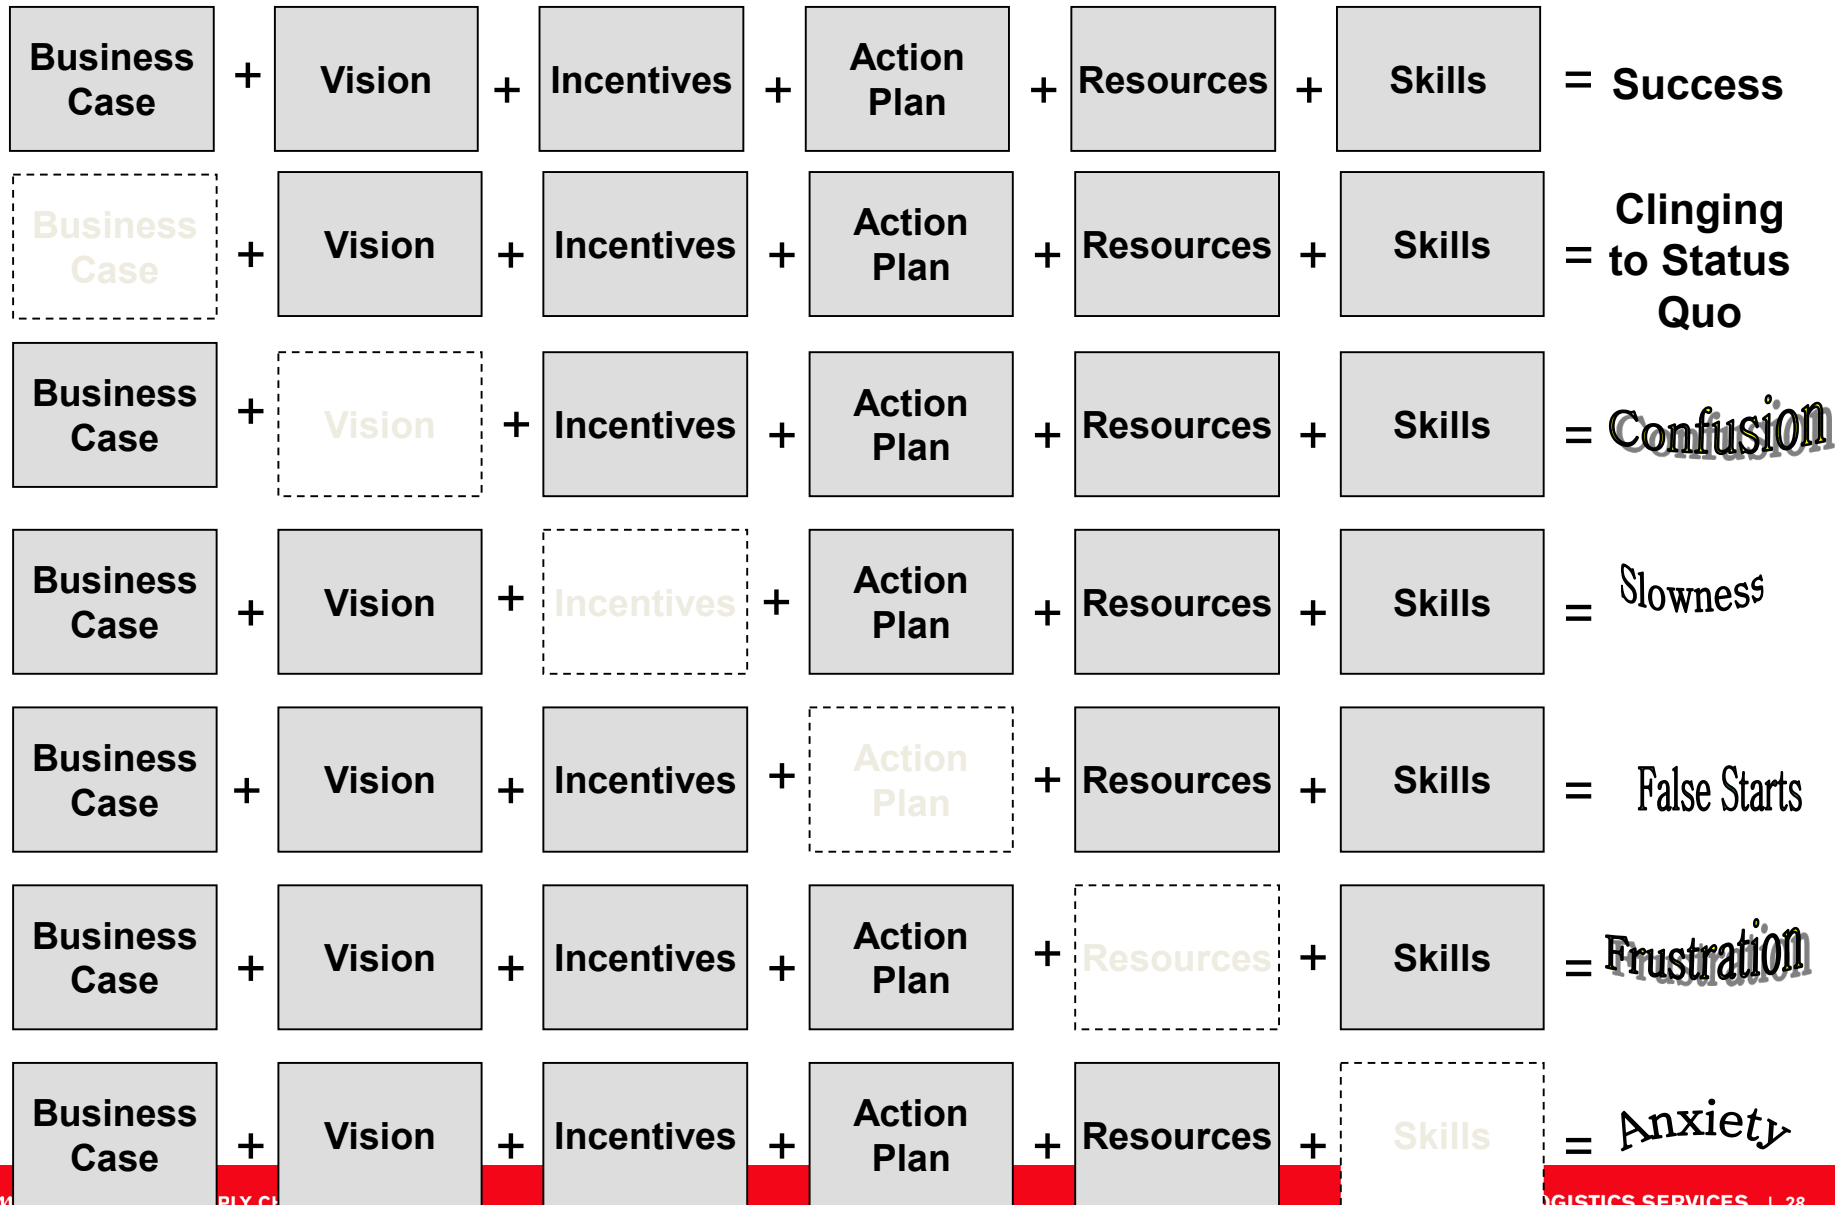 Business Case + Vision + Incentives + Action Plan + Resources + Skills = Success
Business Case + Vision + Incentives + Action Plan + Resources + Skills = Clinging to Status Quo
Business Case + Vision + Incentives + Action Plan + Resources + Skills = Confusion
Business Case + Vision + Incentives + Action Plan + Resources + Skills = Slowness
Business Case + Vision + Incentives + Action Plan + Resources + Skills = False Starts
Business Case + Vision + Incentives + Action Plan + Resources + Skills = Frustration
Business Case + Vision + Incentives + Action Plan + Resources + Skills = Anxiety
SERVICES | 28